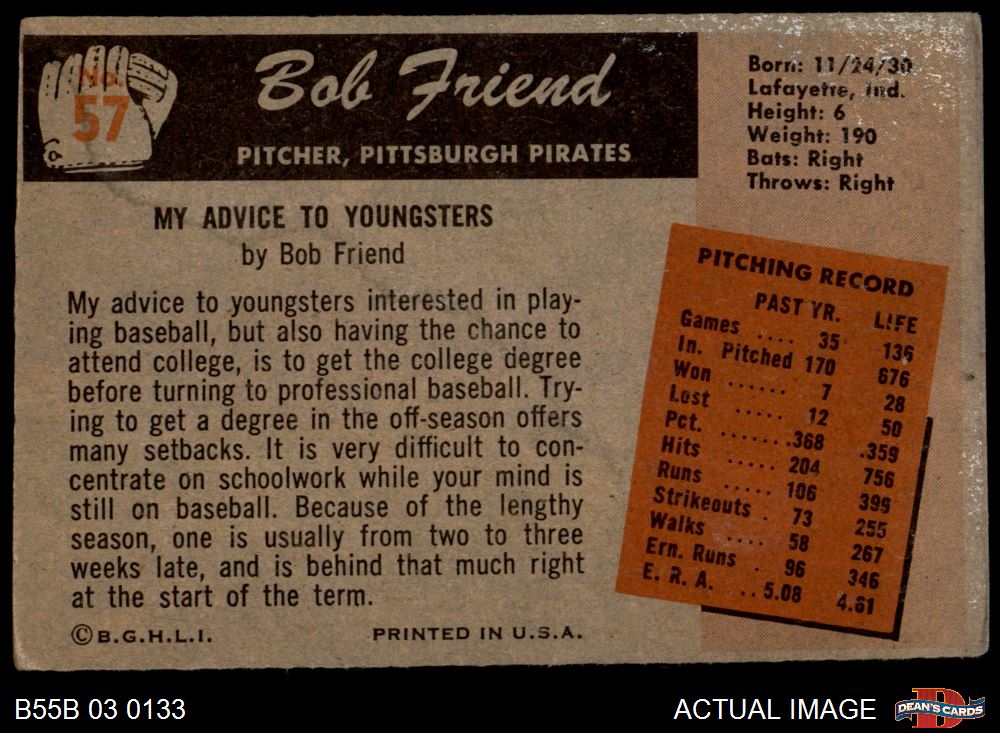 No.
57
Bob Friend
PITCHER, PITTSBURGH PIRATES
Born: 11/24/30
Lafayette, Ind.
Height: 6
Weight: 190
Bats: Right
Throws: Right
MY ADVICE TO YOUNGSTERS
by Bob Friend
My advice to youngsters interested in play-
ing baseball, but also having the chance to
attend college, is to get the college degree
before turning to professional baseball. Try-
ing to get a degree in the off-season offers
many setbacks. It is very difficult to con-
centrate on schoolwork while your mind is
still on baseball. Because of the lengthy
season, one is usually from two to three
weeks late, and is behind that much right
at the start of the term.
©B.G.H.L.I. PRINTED IN U.S.A.
PITCHING RECORD
PAST YR. LIFE
Games .... 35 136
In. Pitched 170 676
Won ...... 7 28
Lost ..... 12 50
Pct. .......368 .359
Hits ..... 204 756
Runs ..... 106 399
Strikeouts . 73 255
Walks .... 58 267
Ern. Runs . 96 346
E. R. A. .. 5.08 4.61
B55B 03 0133 ACTUAL IMAGE
DEAN'S CARDS